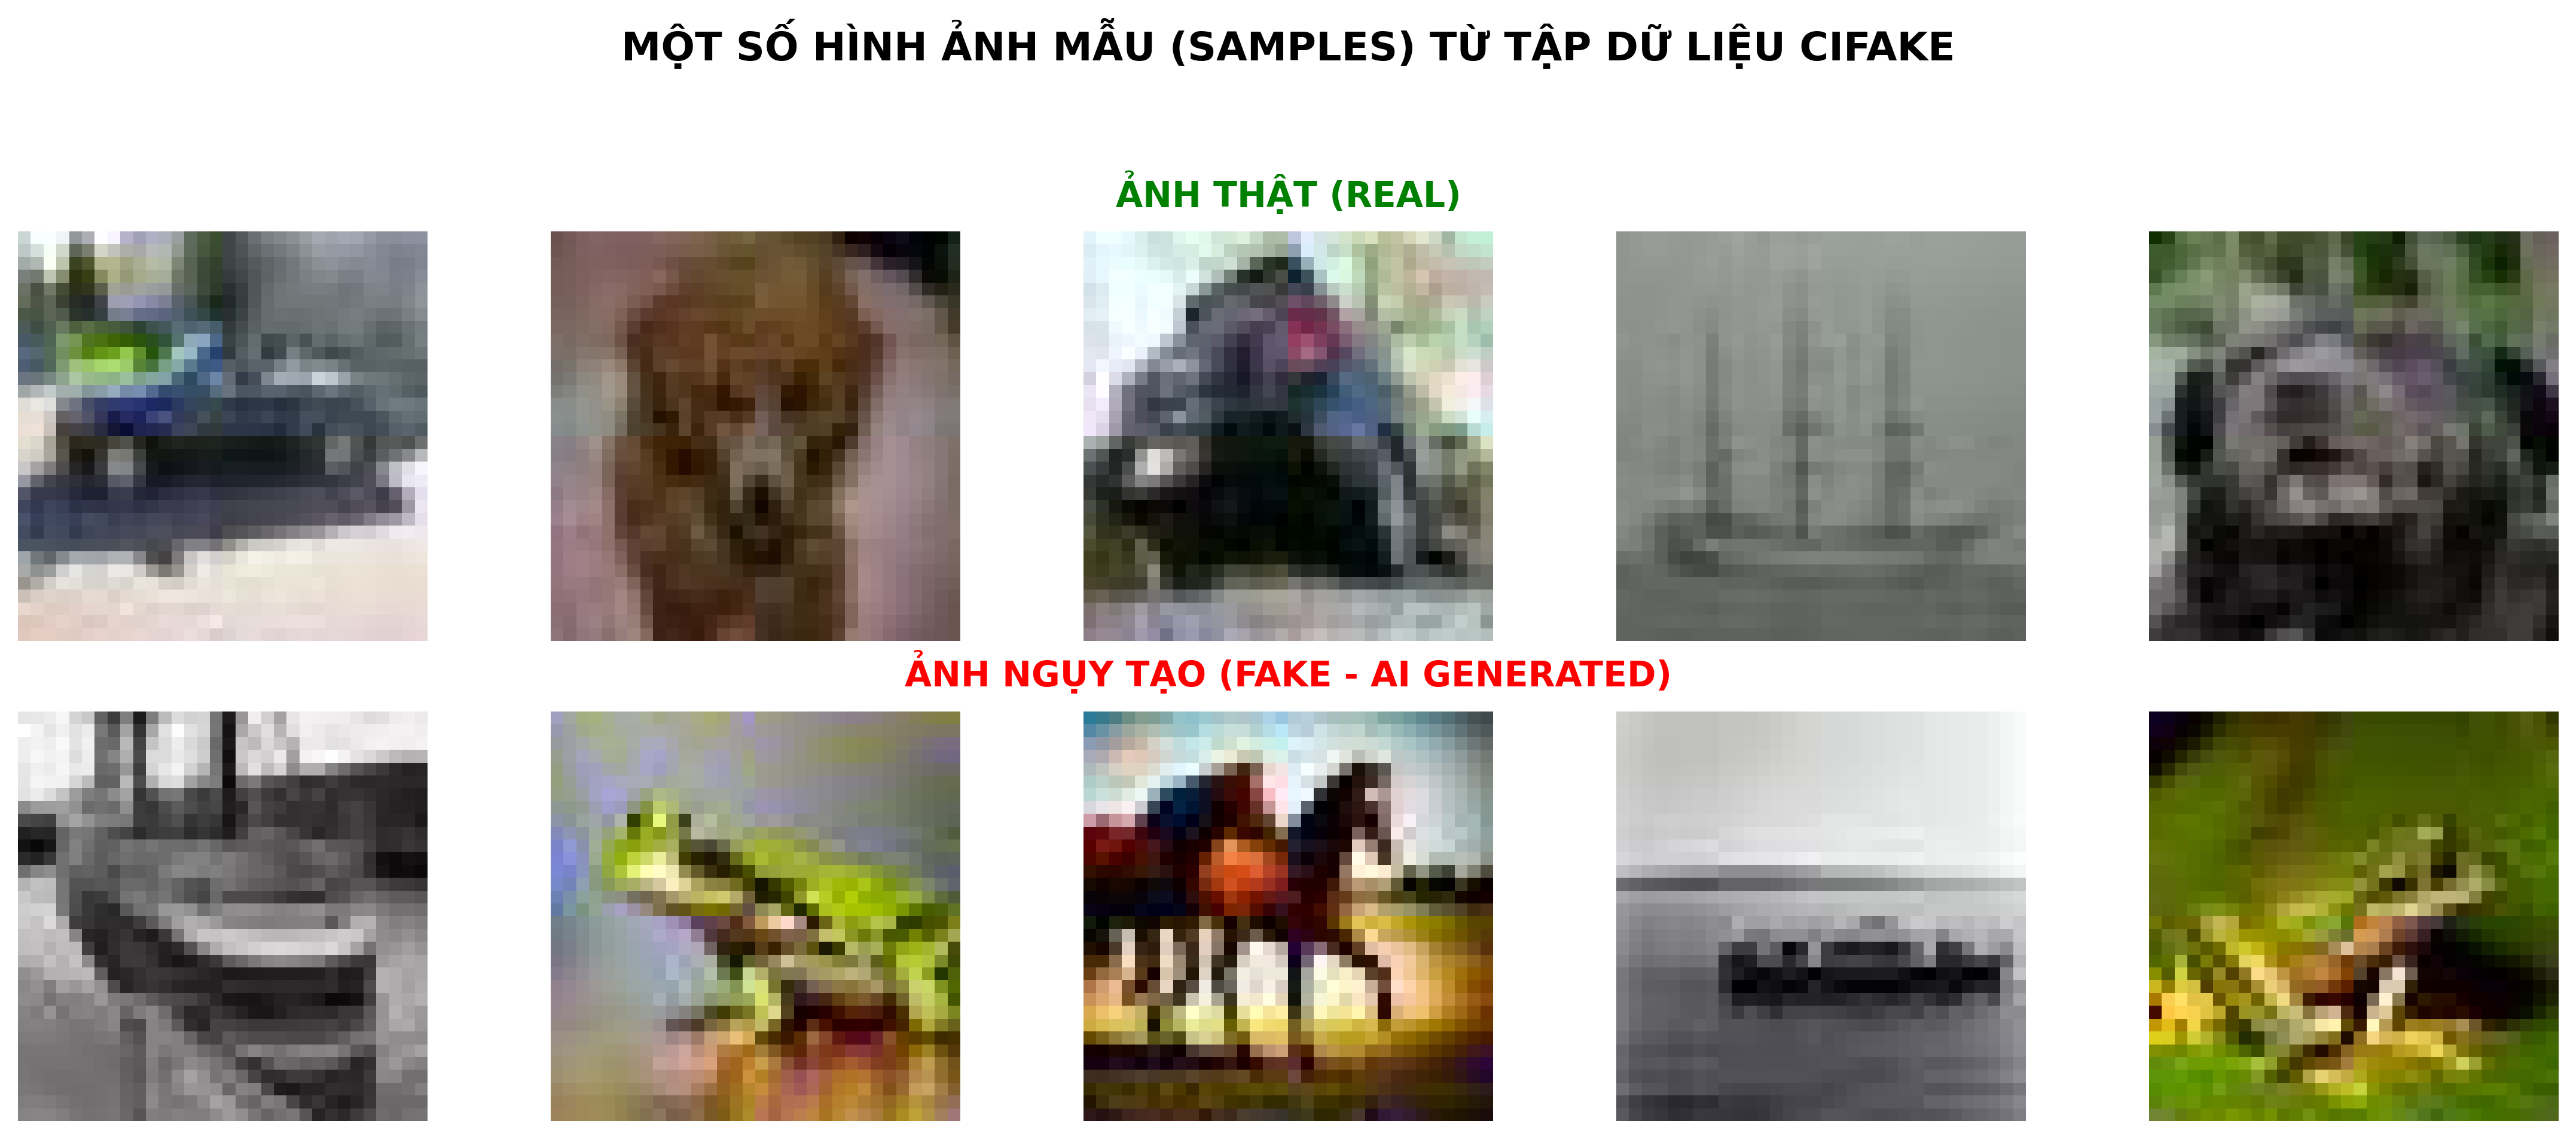 MỘT SỐ HÌNH ẢNH MẪU (SAMPLES) TỪ TẬP DỮ LIỆU CIFAKE
ẢNH THẬT (REAL)
ẢNH NGỤY TẠO (FAKE - AI GENERATED)